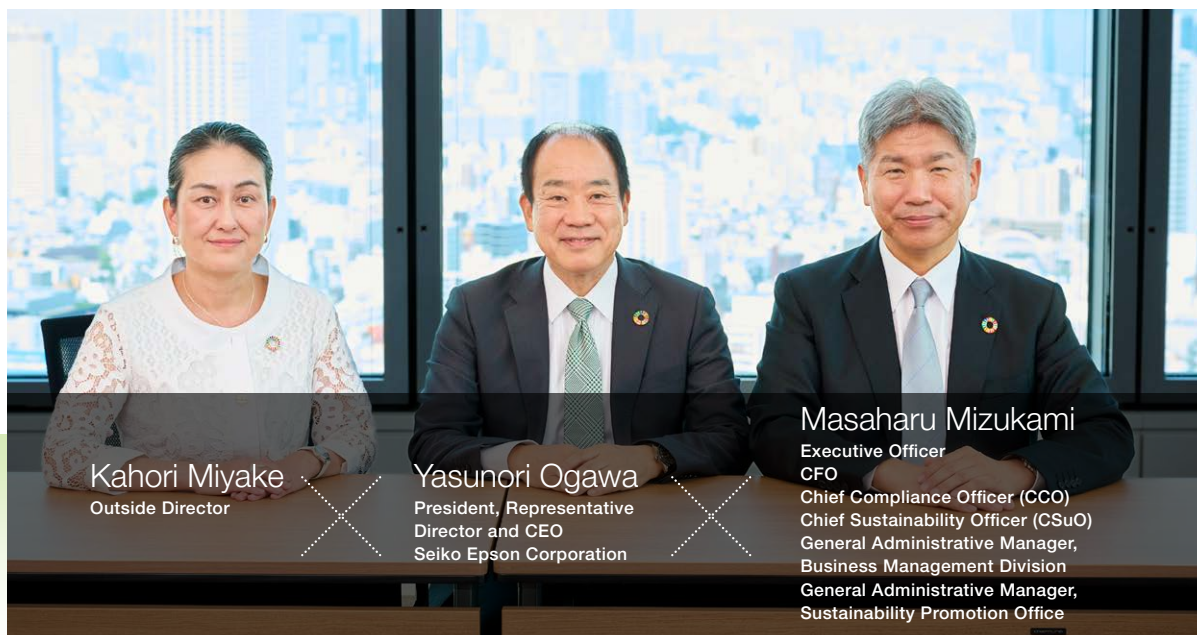 Kahori Miyake
Outside Director
Yasunori Ogawa
President, Representative
Director and CEO
Seiko Epson Corporation
Masaharu Mizukami
Executive Officer
CFO
Chief Compliance Officer (CCO)
Chief Sustainability Officer (CSuO)
General Administrative Manager,
Business Management Division
General Administrative Manager,
Sustainability Promotion Office